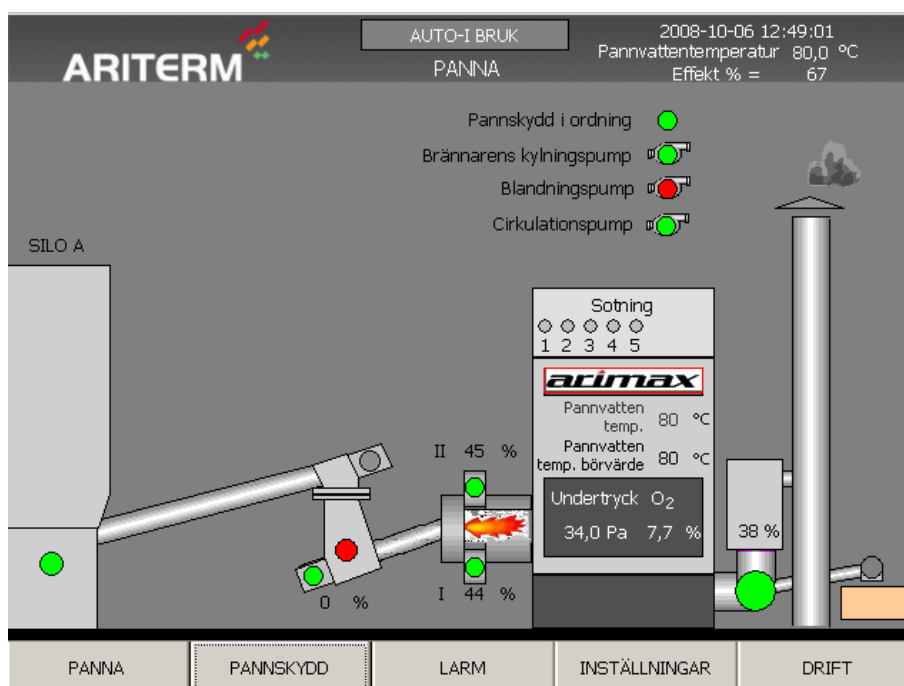 ARITERM
AUTO-I BRUK
PANNA
2008-10-06 12:49:01
Pannvattentemperatur 80,0 °C
Effekt % = 67
Pannskydd i ordning
Brännarens kylningspump
Blandningspump
Cirkulationspump
SILO A
Sotning
1 2 3 4 5
arimax
Pannvatten
temp. 80 °C
Pannvatten
temp. börvärde 80 °C
Undertryck O2
34,0 Pa 7,7 %
II 45 %
I 44 %
0 %
38 %
PANNA
PANNSKYDD
LARM
INSTÄLLNINGAR
DRIFT